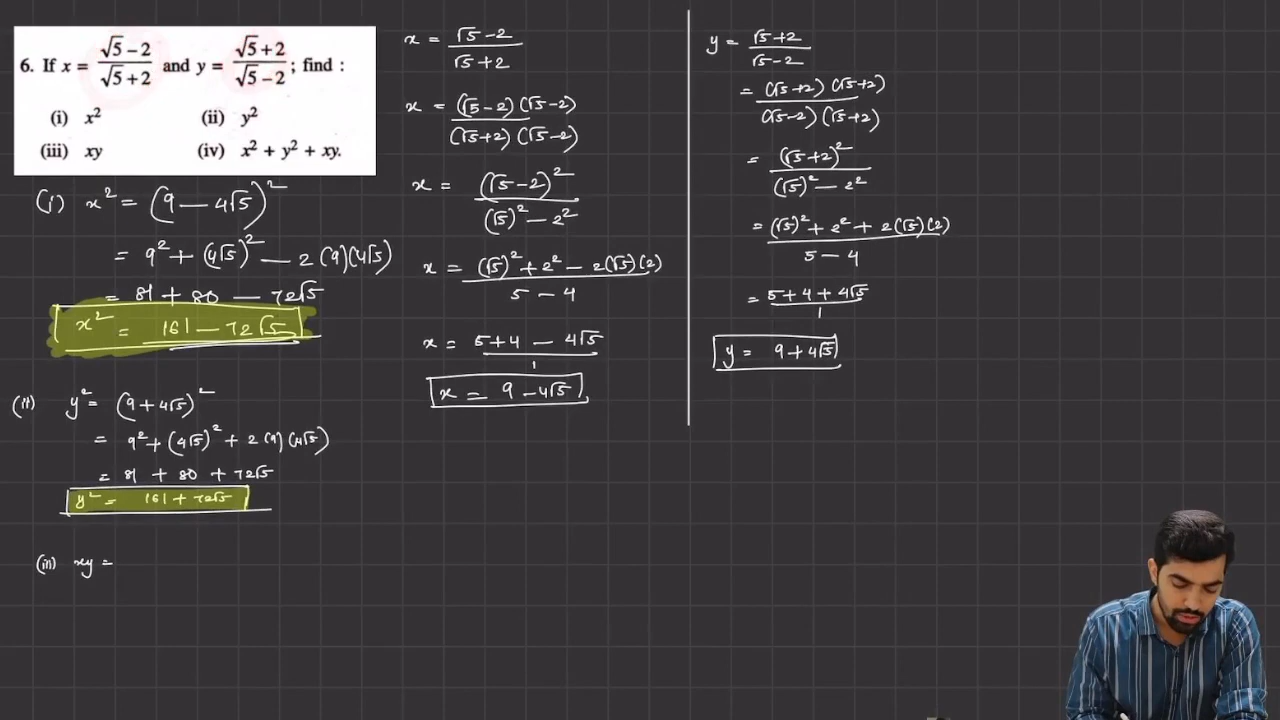 6. If x = (√5 − 2)/(√5 + 2) and y = (√5 + 2)/(√5 − 2); find :
(i) x² (ii) y²
(iii) xy (iv) x² + y² + xy.
(i) x² = (9 − 4√5)²
= 9² + (4√5)² − 2(9)(4√5)
= 81 + 80 − 72√5
x² = 161 − 72√5
(ii) y² = (9 + 4√5)²
= 9² + (4√5)² + 2(9)(4√5)
= 81 + 80 + 72√5
y² = 161 + 72√5
(iii) xy =
x = (√5 − 2)/(√5 + 2)
x = (√5 − 2)(√5 − 2)/(√5 + 2)(√5 − 2)
x = (√5 − 2)²/(√5)² − 2²
x = (√5)² + 2² − 2(√5)(2)/5 − 4
x = 5 + 4 − 4√5/1
x = 9 − 4√5
y = √5 + 2/√5 − 2
= (√5 + 2)(√5 + 2)/(√5 − 2)(√5 + 2)
= (√5 + 2)²/(√5)² − 2²
= (√5)² + 2² + 2(√5)(2)/5 − 4
= 5 + 4 + 4√5/1
y = 9 + 4√5